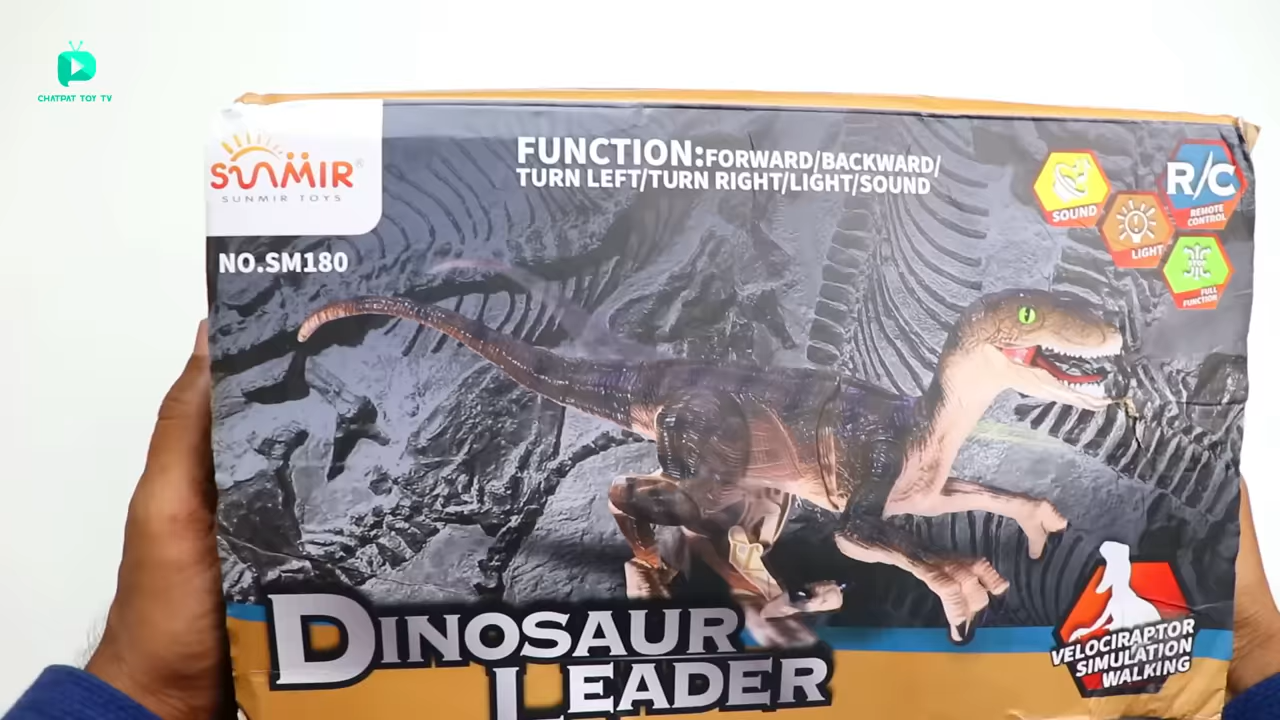 CHATPAT TOY TV
SUNMIR®
SUNMIR TOYS
FUNCTION:FORWARD/BACKWARD/
TURN LEFT/TURN RIGHT/LIGHT/SOUND
NO.SM180
SOUND
LIGHT
R/C
REMOTE
CONTROL
STOP
FULL
FUNCTION
DINOSAUR
LEADER
VELOCIRAPTOR
SIMULATION
WALKING